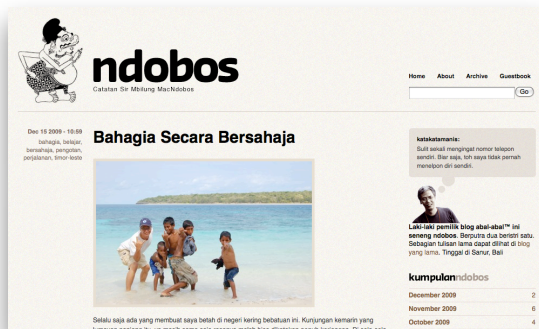 ndobos
Catatan Sir Mbilung MacNdobos
Home About Archive Guestbook
Go
Dec 15 2009 - 10:59
bahagia, belajar,
bersahaja, pengotan,
perjalanan, timor-leste
Bahagia Secara Bersahaja
Selalu saja ada yang membuat saya betah di negeri kering bebatuan ini. Kunjungan kemarin yang
katakatamania:
Sulit sekali mengingat nomor telepon
sendiri. Biar saja, toh saya tidak pernah
menelpon diri sendiri.
Laki-laki pemilik blog abal-abal™ ini
seneng ndobos. Berputra dua beristri satu.
Sebagian tulisan lama dapat dilihat di blog
yang lama. Tinggal di Sanur, Bali
kumpulanndobos
December 2009 2
November 2009 6
October 2009 4